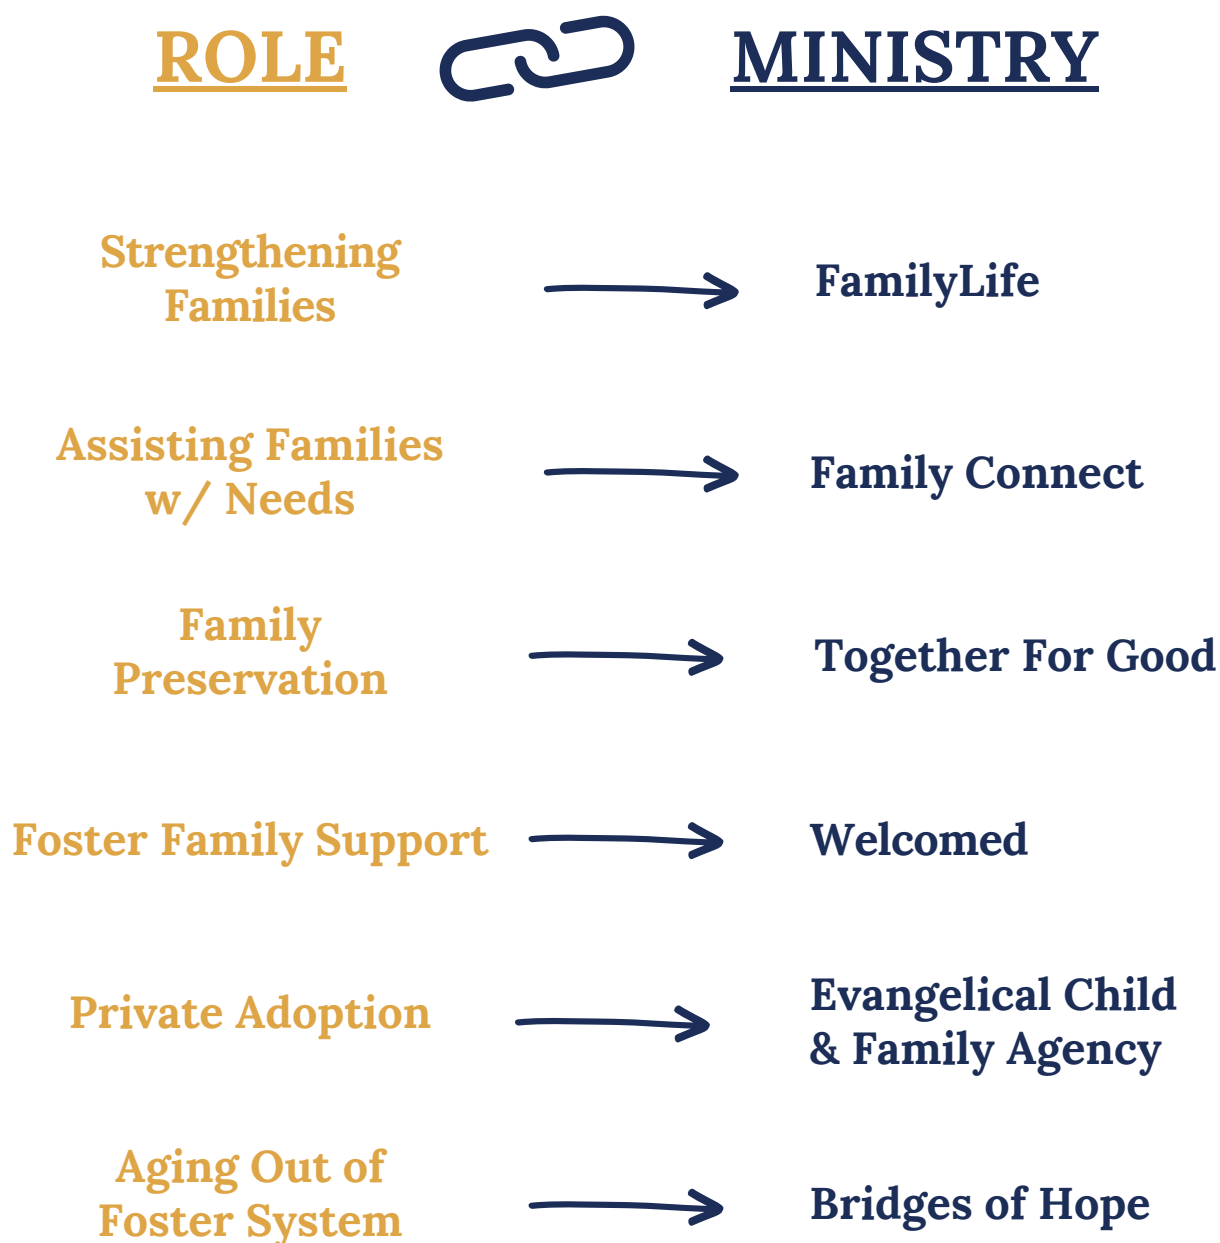 ROLE MINISTRY
Strengthening
Families
FamilyLife
Assisting Families
w/ Needs
Family Connect
Family
Preservation
Together For Good
Foster Family Support
Welcomed
Private Adoption
Evangelical Child
& Family Agency
Aging Out of
Foster System
Bridges of Hope